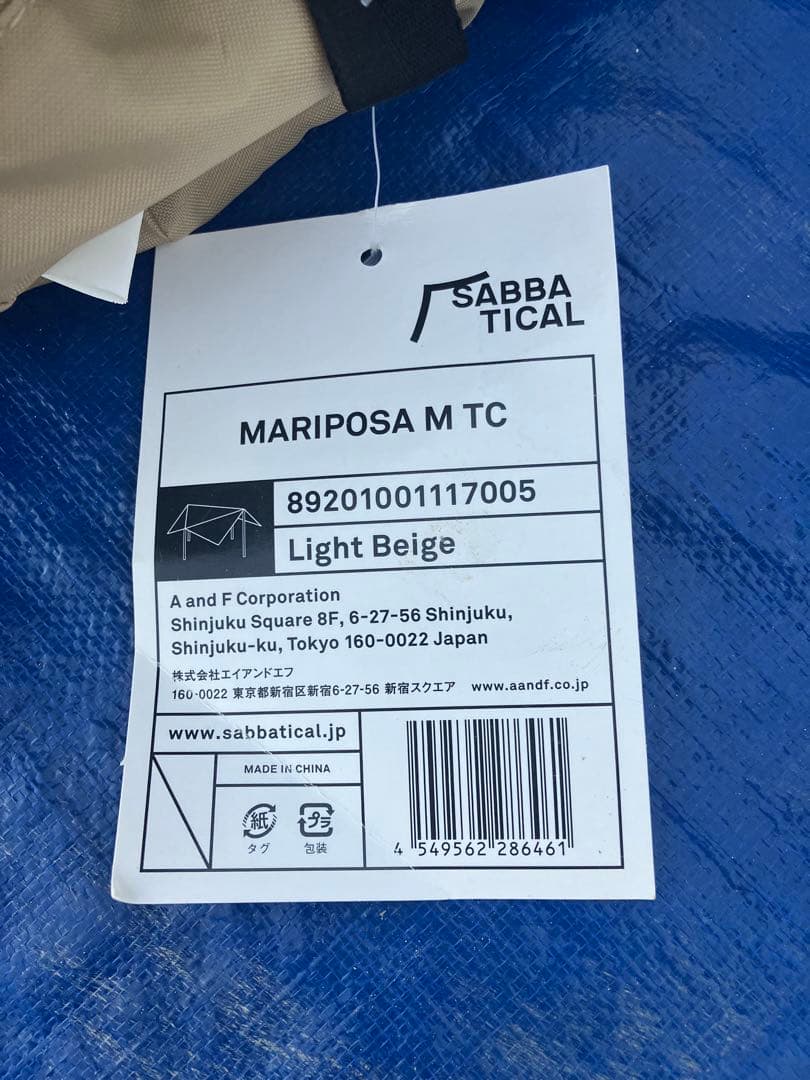 SABBA
TICAL
MARIPOSA M TC
89201001117005
Light Beige
A and F Corporation
Shinjuku Square 8F, 6-27-56 Shinjuku,
Shinjuku-ku, Tokyo 160-0022 Japan
株式会社エイアンドエフ
160-0022 東京都新宿区新宿6-27-56 新宿スクエア www.aandf.co.jp
www.sabbatical.jp
MADE IN CHINA
紙 プラ
タグ 包装
4 549562 286461